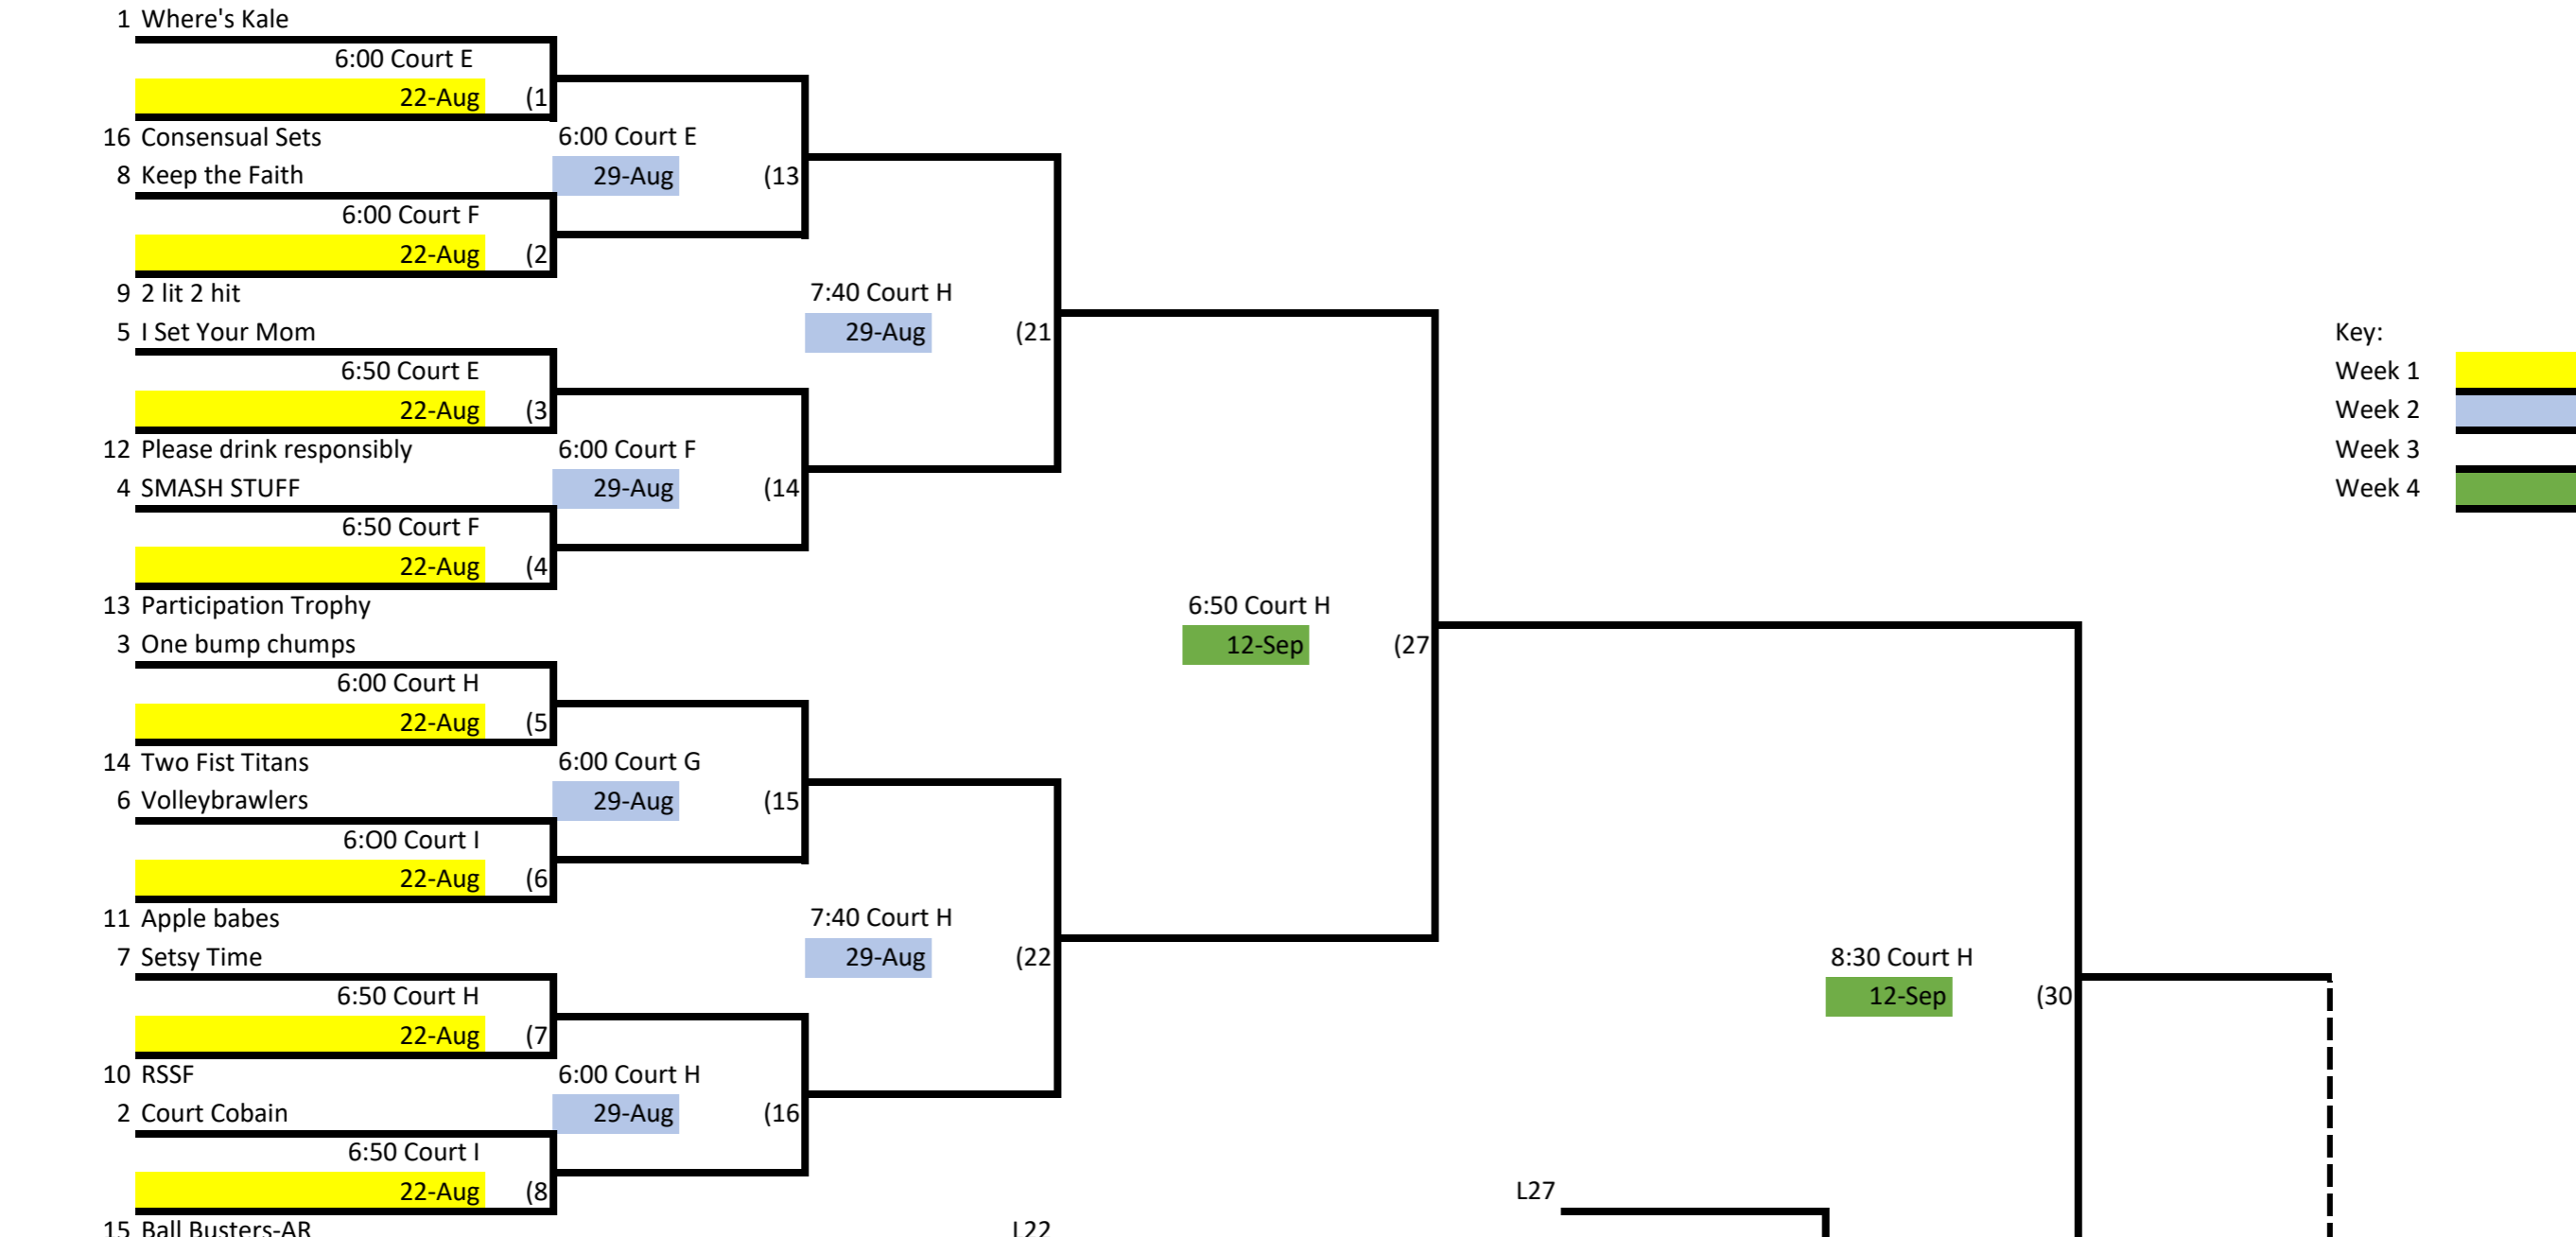 1 Where's Kale
6:00 Court E
22-Aug (1
16 Consensual Sets
6:00 Court E
8 Keep the Faith
29-Aug (13
6:00 Court F
22-Aug (2
9 2 lit 2 hit
7:40 Court H
5 I Set Your Mom
29-Aug (21
Key:
6:50 Court E
Week 1
22-Aug (3
Week 2
12 Please drink responsibly
6:00 Court F
Week 3
4 SMASH STUFF
29-Aug (14
Week 4
6:50 Court F
22-Aug (4
13 Participation Trophy
6:50 Court H
3 One bump chumps
12-Sep (27
6:00 Court H
22-Aug (5
14 Two Fist Titans
6:00 Court G
6 Volleybrawlers
29-Aug (15
6:O0 Court I
22-Aug (6
11 Apple babes
7:40 Court H
7 Setsy Time
29-Aug (22
8:30 Court H
6:50 Court H
12-Sep (30
22-Aug (7
10 RSSF
6:00 Court H
2 Court Cobain
29-Aug (16
6:50 Court I
22-Aug (8
L27
15 Ball Busters-AR
L22